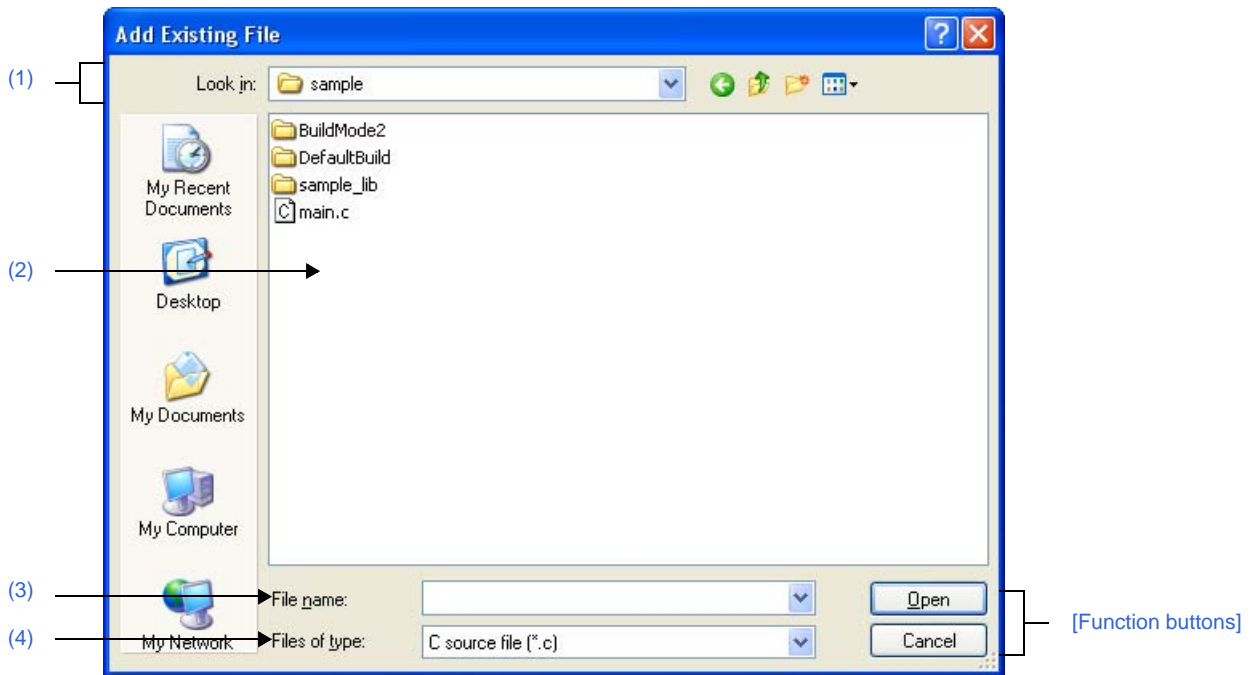 Add Existing File
(1)
Look in:
sample
BuildMode2
DefaultBuild
sample_lib
main.c
My Recent
Documents
(2)
Desktop
My Documents
My Computer
(3)
File name:
Open
[Function buttons]
(4)
My Network
Files of type:
C source file (*.c)
Cancel